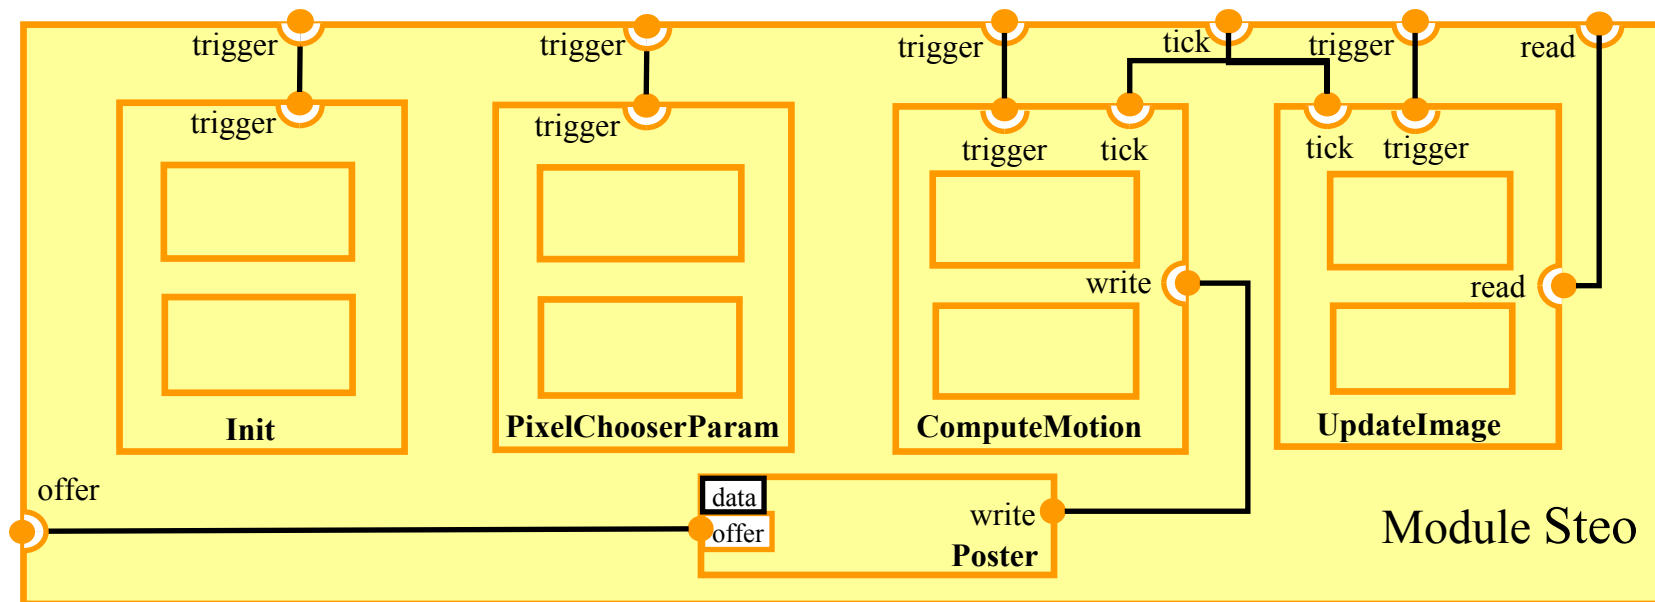 trigger
trigger
trigger
tick
trigger
read
trigger
trigger
trigger
tick
tick
trigger
write
read
Init
PixelChooserParam
ComputeMotion
UpdateImage
offer
data
offer
write
Poster
Module Steo